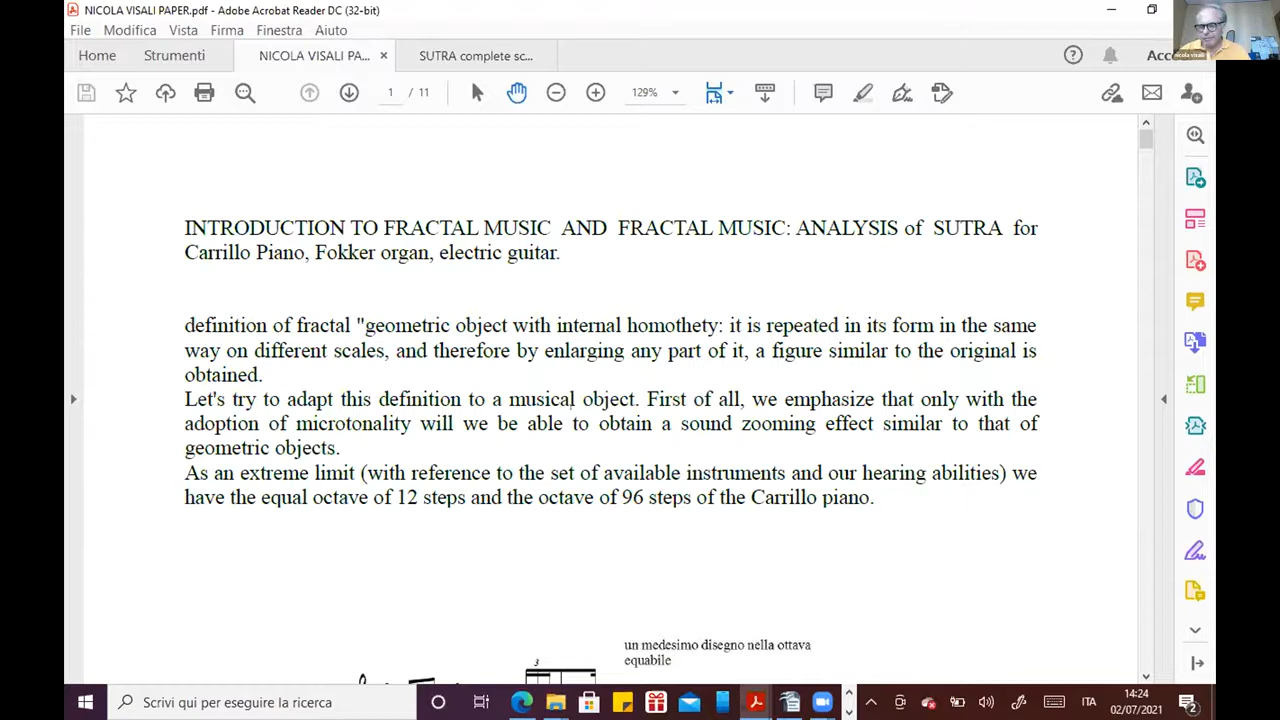 NICOLA VISALI PAPER.pdf - Adobe Acrobat Reader DC (32-bit)
File Modifica Vista Firma Finestra Aiuto
Home Strumenti NICOLA VISALI PA... × SUTRA complete sc...
1 / 11 129%
nicola visali
INTRODUCTION TO FRACTAL MUSIC AND FRACTAL MUSIC: ANALYSIS of SUTRA for
Carrillo Piano, Fokker organ, electric guitar.
definition of fractal "geometric object with internal homothety: it is repeated in its form in the same
way on different scales, and therefore by enlarging any part of it, a figure similar to the original is
obtained.
Let's try to adapt this definition to a musical object. First of all, we emphasize that only with the
adoption of microtonality will we be able to obtain a sound zooming effect similar to that of
geometric objects.
As an extreme limit (with reference to the set of available instruments and our hearing abilities) we
have the equal octave of 12 steps and the octave of 96 steps of the Carrillo piano.
un medesimo disegno nella ottava
equabile
3
Scrivi qui per eseguire la ricerca
ITA
14:24
02/07/2021
2